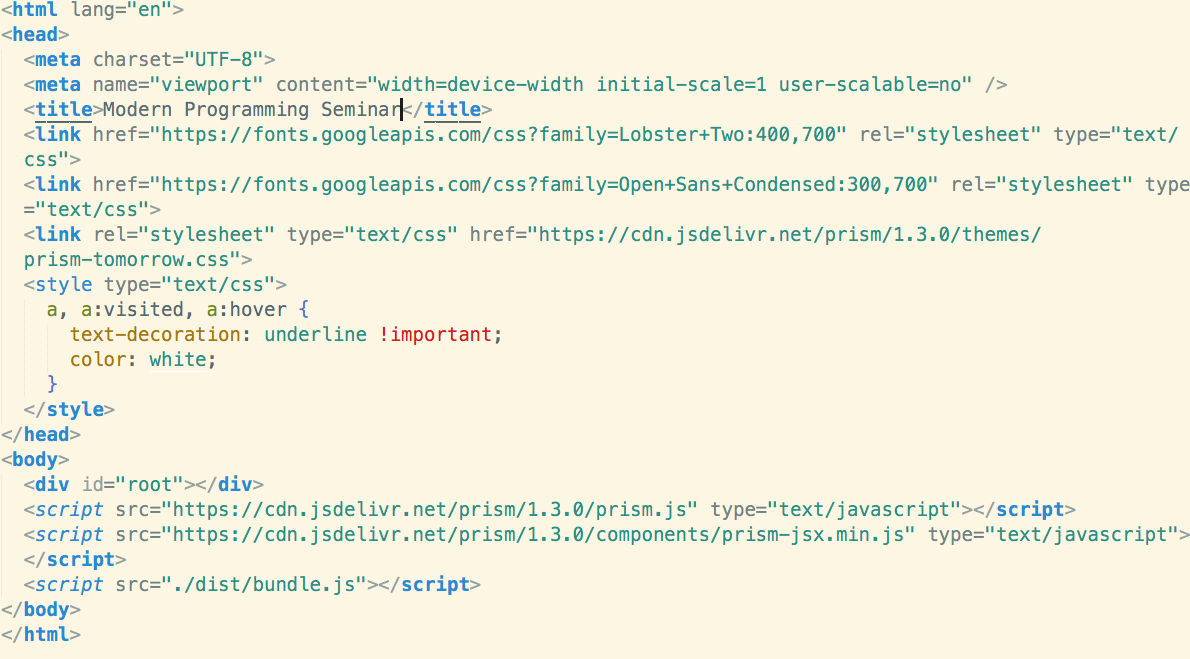 <html lang="en">
<head>
<meta charset="UTF-8">
<meta name="viewport" content="width=device-width initial-scale=1 user-scalable=no" />
<title>Modern Programming Seminar</title>
<link href="https://fonts.googleapis.com/css?family=Lobster+Two:400,700" rel="stylesheet" type="text/
css">
<link href="https://fonts.googleapis.com/css?family=Open+Sans+Condensed:300,700" rel="stylesheet" type
="text/css">
<link rel="stylesheet" type="text/css" href="https://cdn.jsdelivr.net/prism/1.3.0/themes/
prism-tomorrow.css">
<style type="text/css">
a, a:visited, a:hover {
text-decoration: underline !important;
color: white;
}
</style>
</head>
<body>
<div id="root"></div>
<script src="https://cdn.jsdelivr.net/prism/1.3.0/prism.js" type="text/javascript"></script>
<script src="https://cdn.jsdelivr.net/prism/1.3.0/components/prism-jsx.min.js" type="text/javascript">
</script>
<script src="./dist/bundle.js"></script>
</body>
</html>